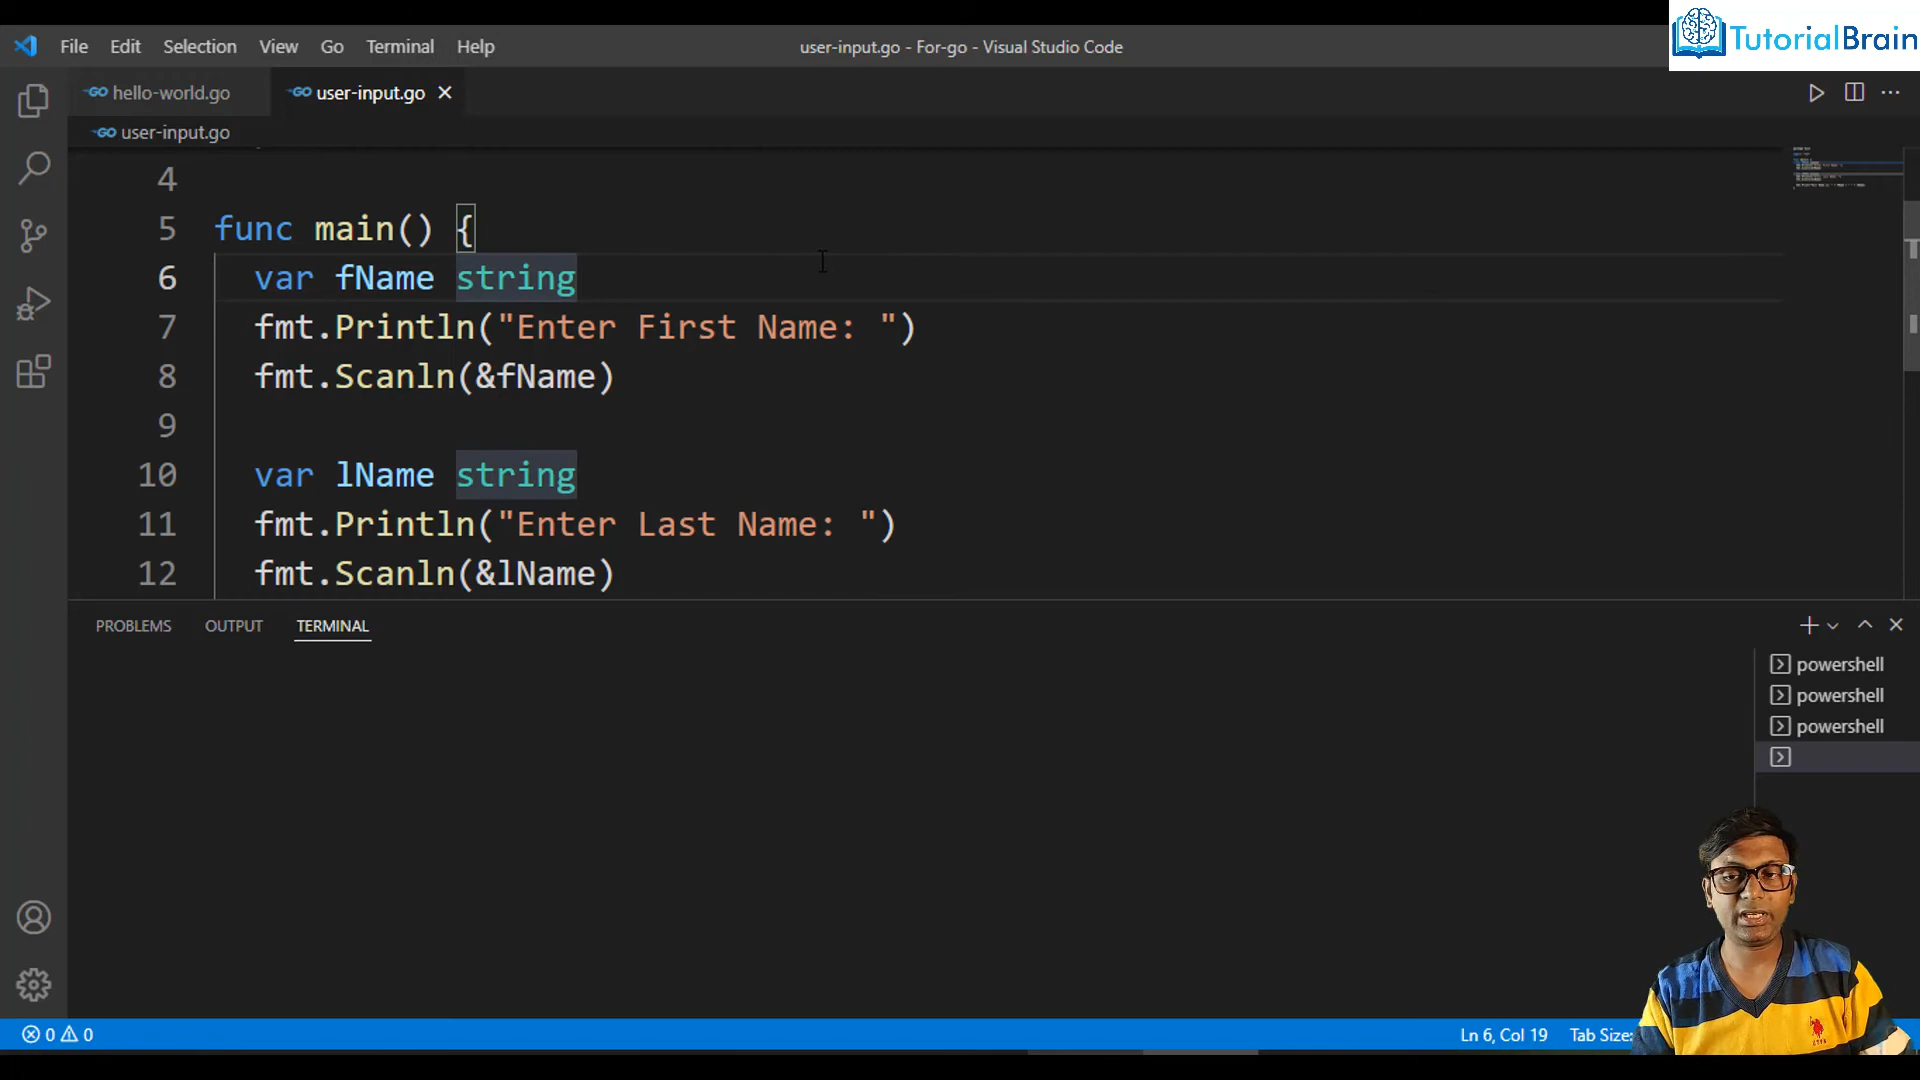 File Edit Selection View Go Terminal Help
user-input.go - For-go - Visual Studio Code
TutorialBrain
GO hello-world.go
GO user-input.go
GO user-input.go
4
5 func main() {
6 var fName string
7 fmt.Println("Enter First Name: ")
8 fmt.Scanln(&fName)
9
10 var lName string
11 fmt.Println("Enter Last Name: ")
12 fmt.Scanln(&lName)
PROBLEMS OUTPUT TERMINAL
powershell
powershell
powershell
0 0
Ln 6, Col 19 Tab Size: